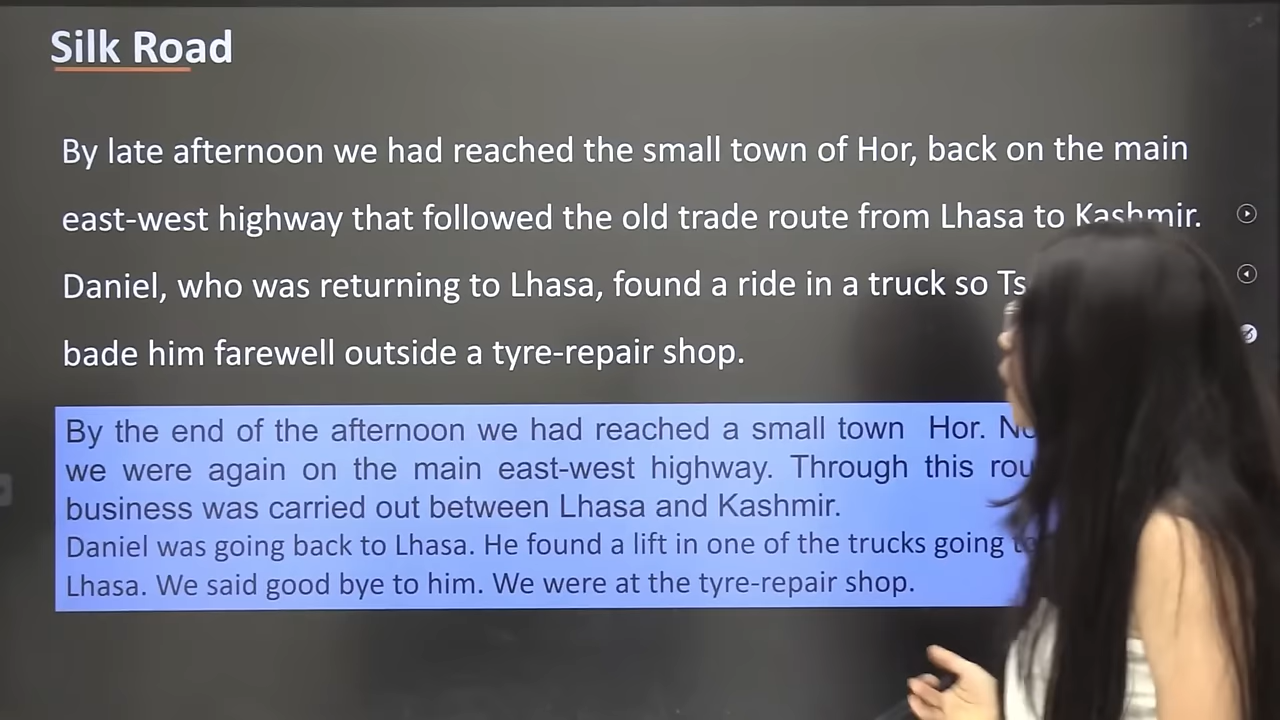 Silk Road
By late afternoon we had reached the small town of Hor, back on the main
east-west highway that followed the old trade route from Lhasa to Kashmir.
Daniel, who was returning to Lhasa, found a ride in a truck so
bade him farewell outside a tyre-repair shop.
By the end of the afternoon we had reached a small town Hor.
we were again on the main east-west highway. Through this
business was carried out between Lhasa and Kashmir.
Daniel was going back to Lhasa. He found a lift in one of the trucks going
Lhasa. We said good bye to him. We were at the tyre-repair shop.